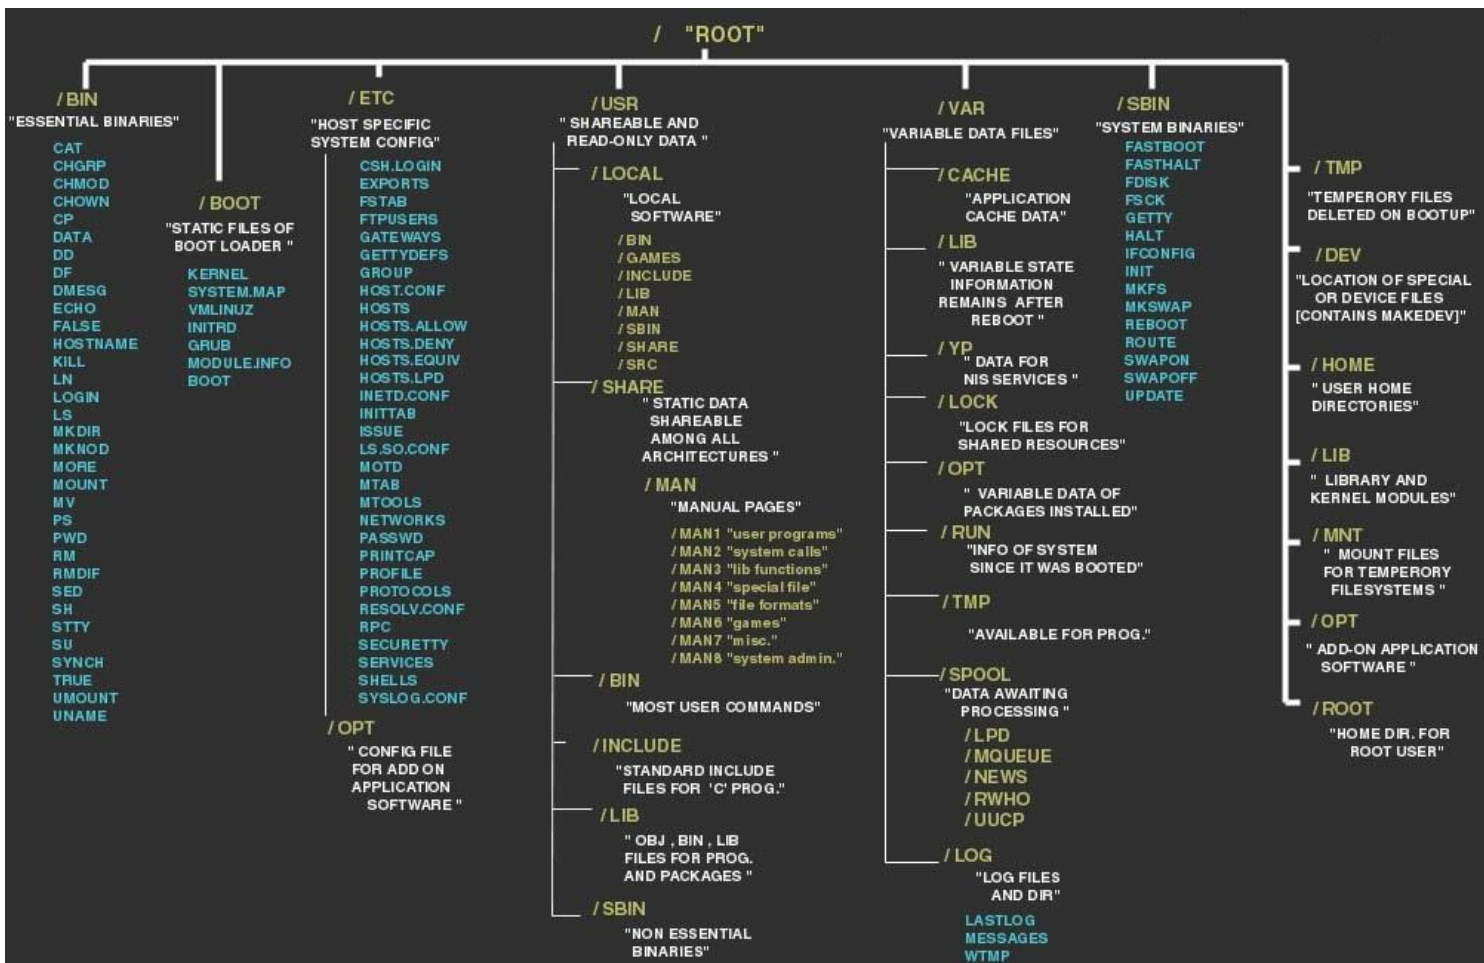 / "ROOT"
/BIN
"ESSENTIAL BINARIES"
CAT
CHGRP
CHMOD
CHOWN
CP
DATA
DD
DF
DMESG
ECHO
FALSE
HOSTNAME
KILL
LN
LOGIN
LS
MKDIR
MKNOD
MORE
MOUNT
MV
PS
PWD
RM
RMDIF
SED
SH
STTY
SU
SYNCH
TRUE
UMOUNT
UNAME
/BOOT
"STATIC FILES OF
BOOT LOADER "
KERNEL
SYSTEM.MAP
VMLINUZ
INITRD
GRUB
MODULE.INFO
BOOT
/ETC
"HOST SPECIFIC
SYSTEM CONFIG"
CSH.LOGIN
EXPORTS
FSTAB
FTPUSERS
GATEWAYS
GETTYDEFS
GROUP
HOST.CONF
HOSTS
HOSTS.ALLOW
HOSTS.DENY
HOSTS.EQUIV
HOSTS.LPD
INETD.CONF
INITTAB
ISSUE
LS.SO.CONF
MOTD
MTAB
MTOOLS
NETWORKS
PASSWD
PRINTCAP
PROFILE
PROTOCOLS
RESOLV.CONF
RPC
SECURETTY
SERVICES
SHELLS
SYSLOG.CONF
/OPT
" CONFIG FILE
FOR ADD ON
APPLICATION
SOFTWARE "
/USR
" SHAREABLE AND
READ-ONLY DATA "
/LOCAL
"LOCAL
SOFTWARE"
/BIN
/GAMES
/INCLUDE
/LIB
/MAN
/SBIN
/SHARE
/SRC
/SHARE
" STATIC DATA
SHAREABLE
AMONG ALL
ARCHITECTURES "
/MAN
"MANUAL PAGES"
/MAN1 "user programs"
/MAN2 "system calls"
/MAN3 "lib functions"
/MAN4 "special file"
/MAN5 "file formats"
/MAN6 "games"
/MAN7 "misc."
/MAN8 "system admin."
/BIN
"MOST USER COMMANDS"
/INCLUDE
"STANDARD INCLUDE
FILES FOR 'C' PROG."
/LIB
" OBJ , BIN , LIB
FILES FOR PROG.
AND PACKAGES "
/SBIN
"NON ESSENTIAL
BINARIES"
/VAR
"VARIABLE DATA FILES"
/CACHE
"APPLICATION
CACHE DATA"
/LIB
" VARIABLE STATE
INFORMATION
REMAINS AFTER
REBOOT "
/YP
" DATA FOR
NIS SERVICES "
/LOCK
"LOCK FILES FOR
SHARED RESOURCES"
/OPT
" VARIABLE DATA OF
PACKAGES INSTALLED"
/RUN
"INFO OF SYSTEM
SINCE IT WAS BOOTED"
/TMP
"AVAILABLE FOR PROG."
/SPOOL
"DATA AWAITING
PROCESSING "
/LPD
/MQUEUE
/NEWS
/RWHO
/UUCP
/LOG
"LOG FILES
AND DIR"
LASTLOG
MESSAGES
WTMP
/SBIN
"SYSTEM BINARIES"
FASTBOOT
FASTHALT
FDISK
FSCK
GETTY
HALT
IFCONFIG
INIT
MKFS
MKSWAP
REBOOT
ROUTE
SWAPON
SWAPOFF
UPDATE
/TMP
"TEMPERORY FILES
DELETED ON BOOTUP"
/DEV
"LOCATION OF SPECIAL
OR DEVICE FILES
[CONTAINS MAKEDEV]"
/HOME
" USER HOME
DIRECTORIES"
/LIB
" LIBRARY AND
KERNEL MODULES"
/MNT
" MOUNT FILES
FOR TEMPERORY
FILESYSTEMS "
/OPT
" ADD-ON APPLICATION
SOFTWARE "
/ROOT
"HOME DIR. FOR
ROOT USER"